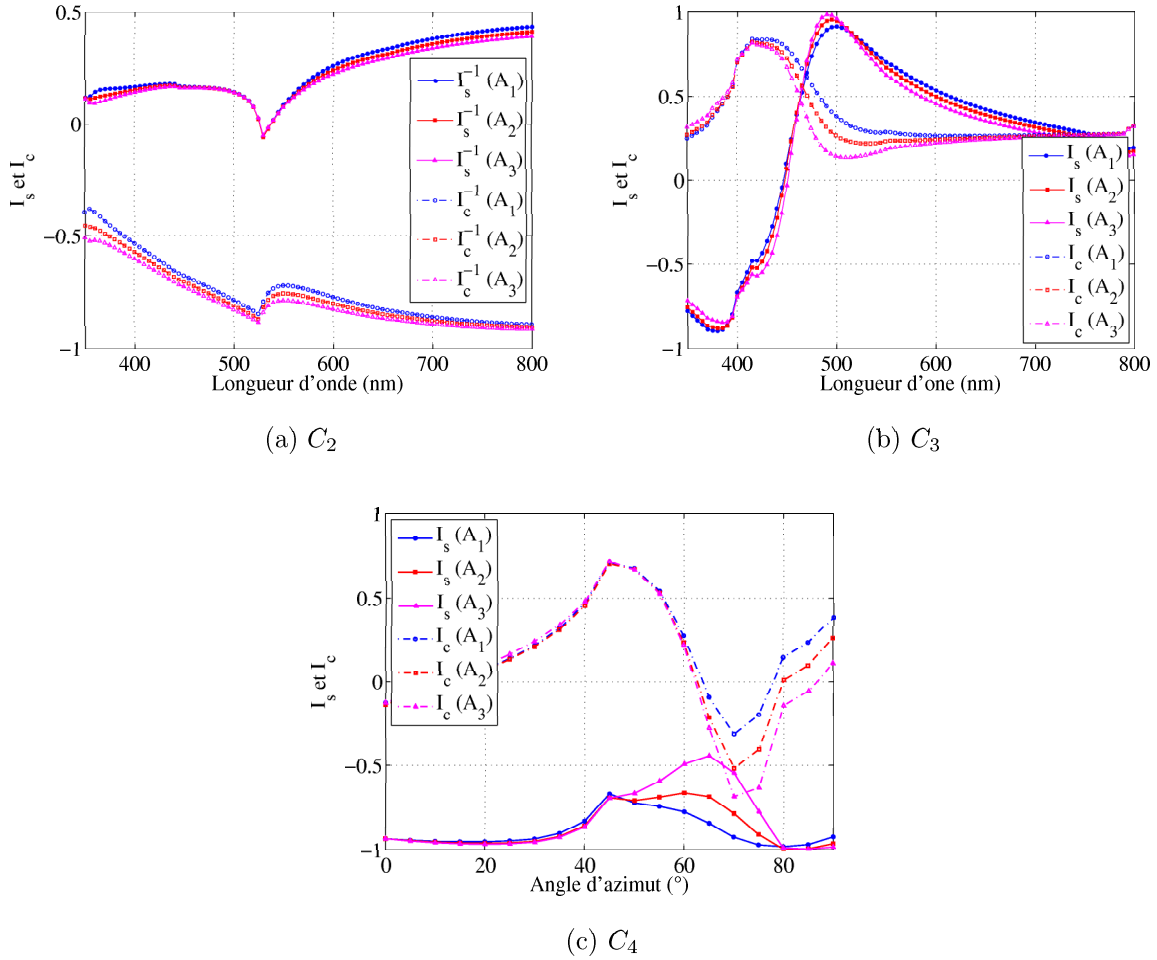 0.5
0
−0.5
−1
I_s et I_c
I_s^{-1} (A_1)
I_s^{-1} (A_2)
I_s^{-1} (A_3)
I_c^{-1} (A_1)
I_c^{-1} (A_2)
I_c^{-1} (A_3)
400 500 600 700 800
Longueur d'onde (nm)
(a) C_2
1
0.5
0
−0.5
−1
I_s et I_c
I_s (A_1)
I_s (A_2)
I_s (A_3)
I_c (A_1)
I_c (A_2)
I_c (A_3)
400 500 600 700 800
Longueur d'one (nm)
(b) C_3
1
0.5
0
−0.5
−1
I_s et I_c
I_s (A_1)
I_s (A_2)
I_s (A_3)
I_c (A_1)
I_c (A_2)
I_c (A_3)
0 20 40 60 80
Angle d'azimut (°)
(c) C_4